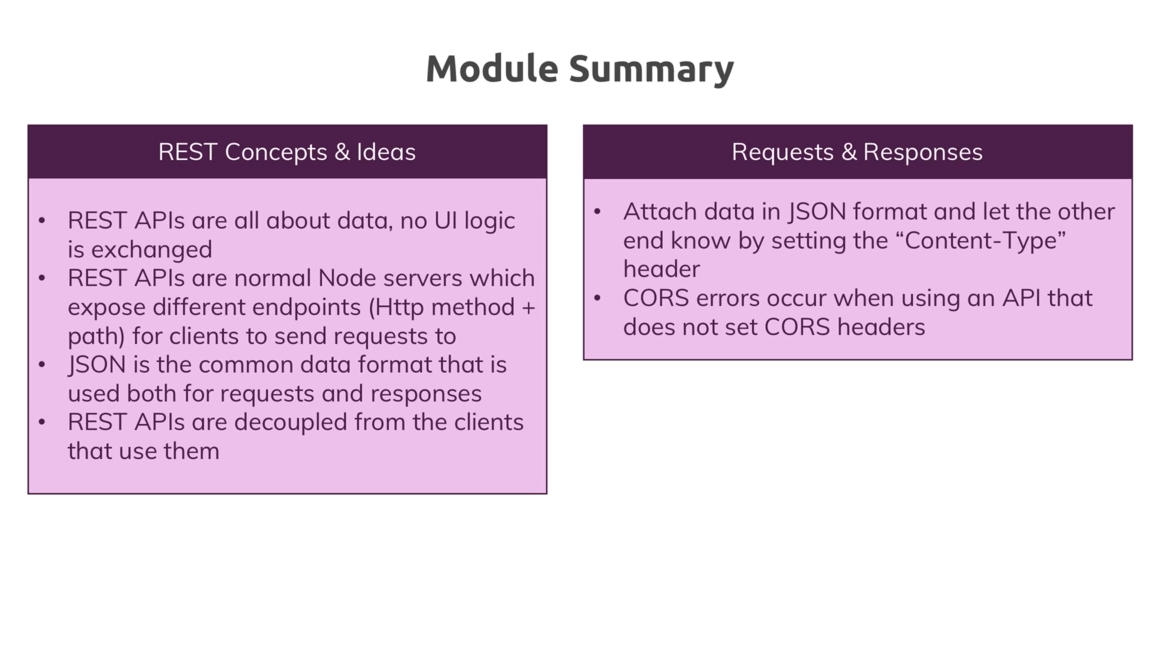 Module Summary
REST Concepts & Ideas
• REST APIs are all about data, no UI logic
is exchanged
• REST APIs are normal Node servers which
expose different endpoints (Http method +
path) for clients to send requests to
• JSON is the common data format that is
used both for requests and responses
• REST APIs are decoupled from the clients
that use them
Requests & Responses
• Attach data in JSON format and let the other
end know by setting the “Content-Type”
header
• CORS errors occur when using an API that
does not set CORS headers